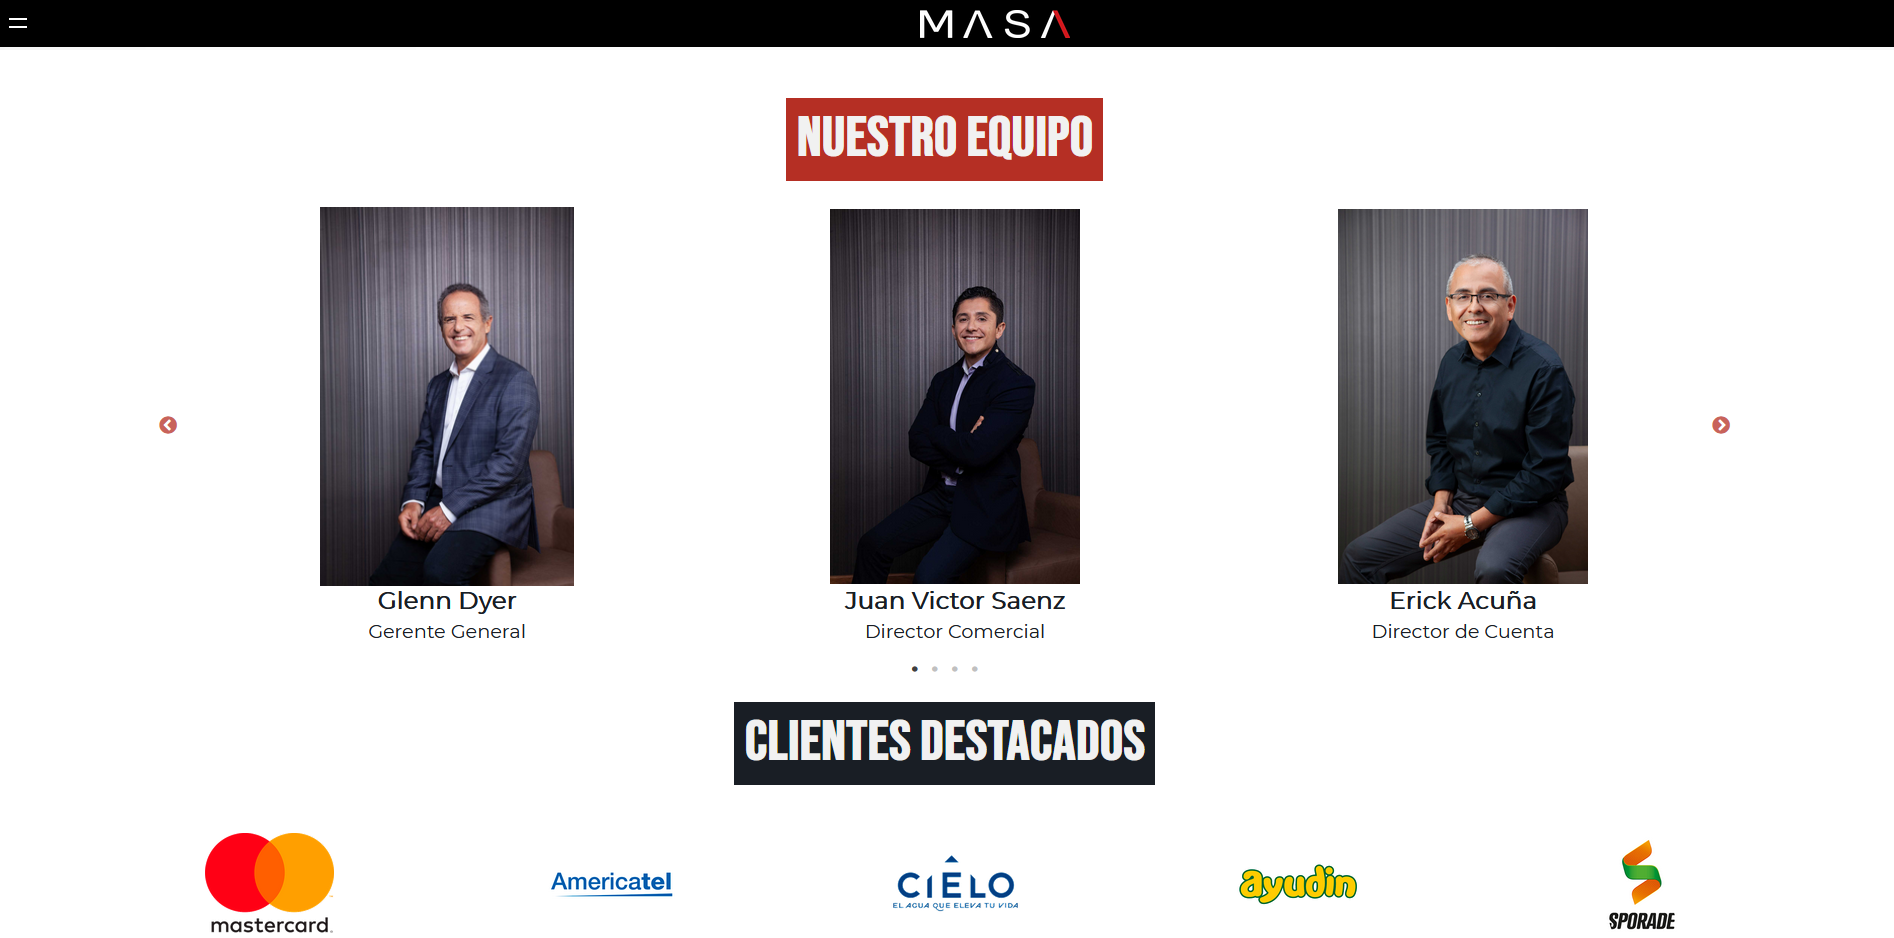 MASA
NUESTRO EQUIPO
Glenn Dyer
Gerente General
Juan Victor Saenz
Director Comercial
Erick Acuña
Director de Cuenta
CLIENTES DESTACADOS
mastercard.
Americatel
CIELO
EL AGUA QUE ELEVA TU VIDA
ayudin
SPORADE